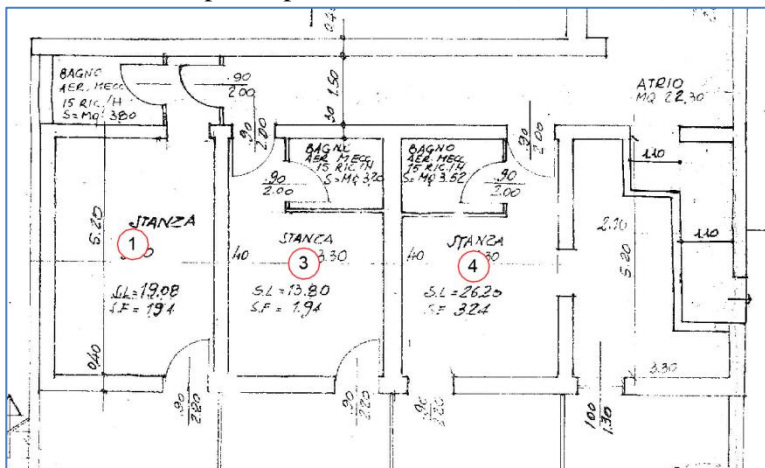 BAGNO
AER. MECC
15 RIC./H
S= MQ 3.80
.90
2.00
30 1.50
.90
2.00
ATRIO
MQ 22.30
.90
2.00
BAGNO
AER MECC
15 RIC/H
S=MQ 3.20
.90
2.00
BAGNO
AER MECC
15 RIC/H
S=MQ 3.52
.90
2.00
1.10
1.10
STANZA
1
5.20
S.L=19.08
S.F = 1.94
0.40
STANZA
3
3.30
40
S.L=13.80
S.F = 1.94
STANZA
4
40
S.L=26.20
S.F 3.24
2.70
5.20
3.30
.90
2.20
.90
2.20
.90
2.20
100
1.30